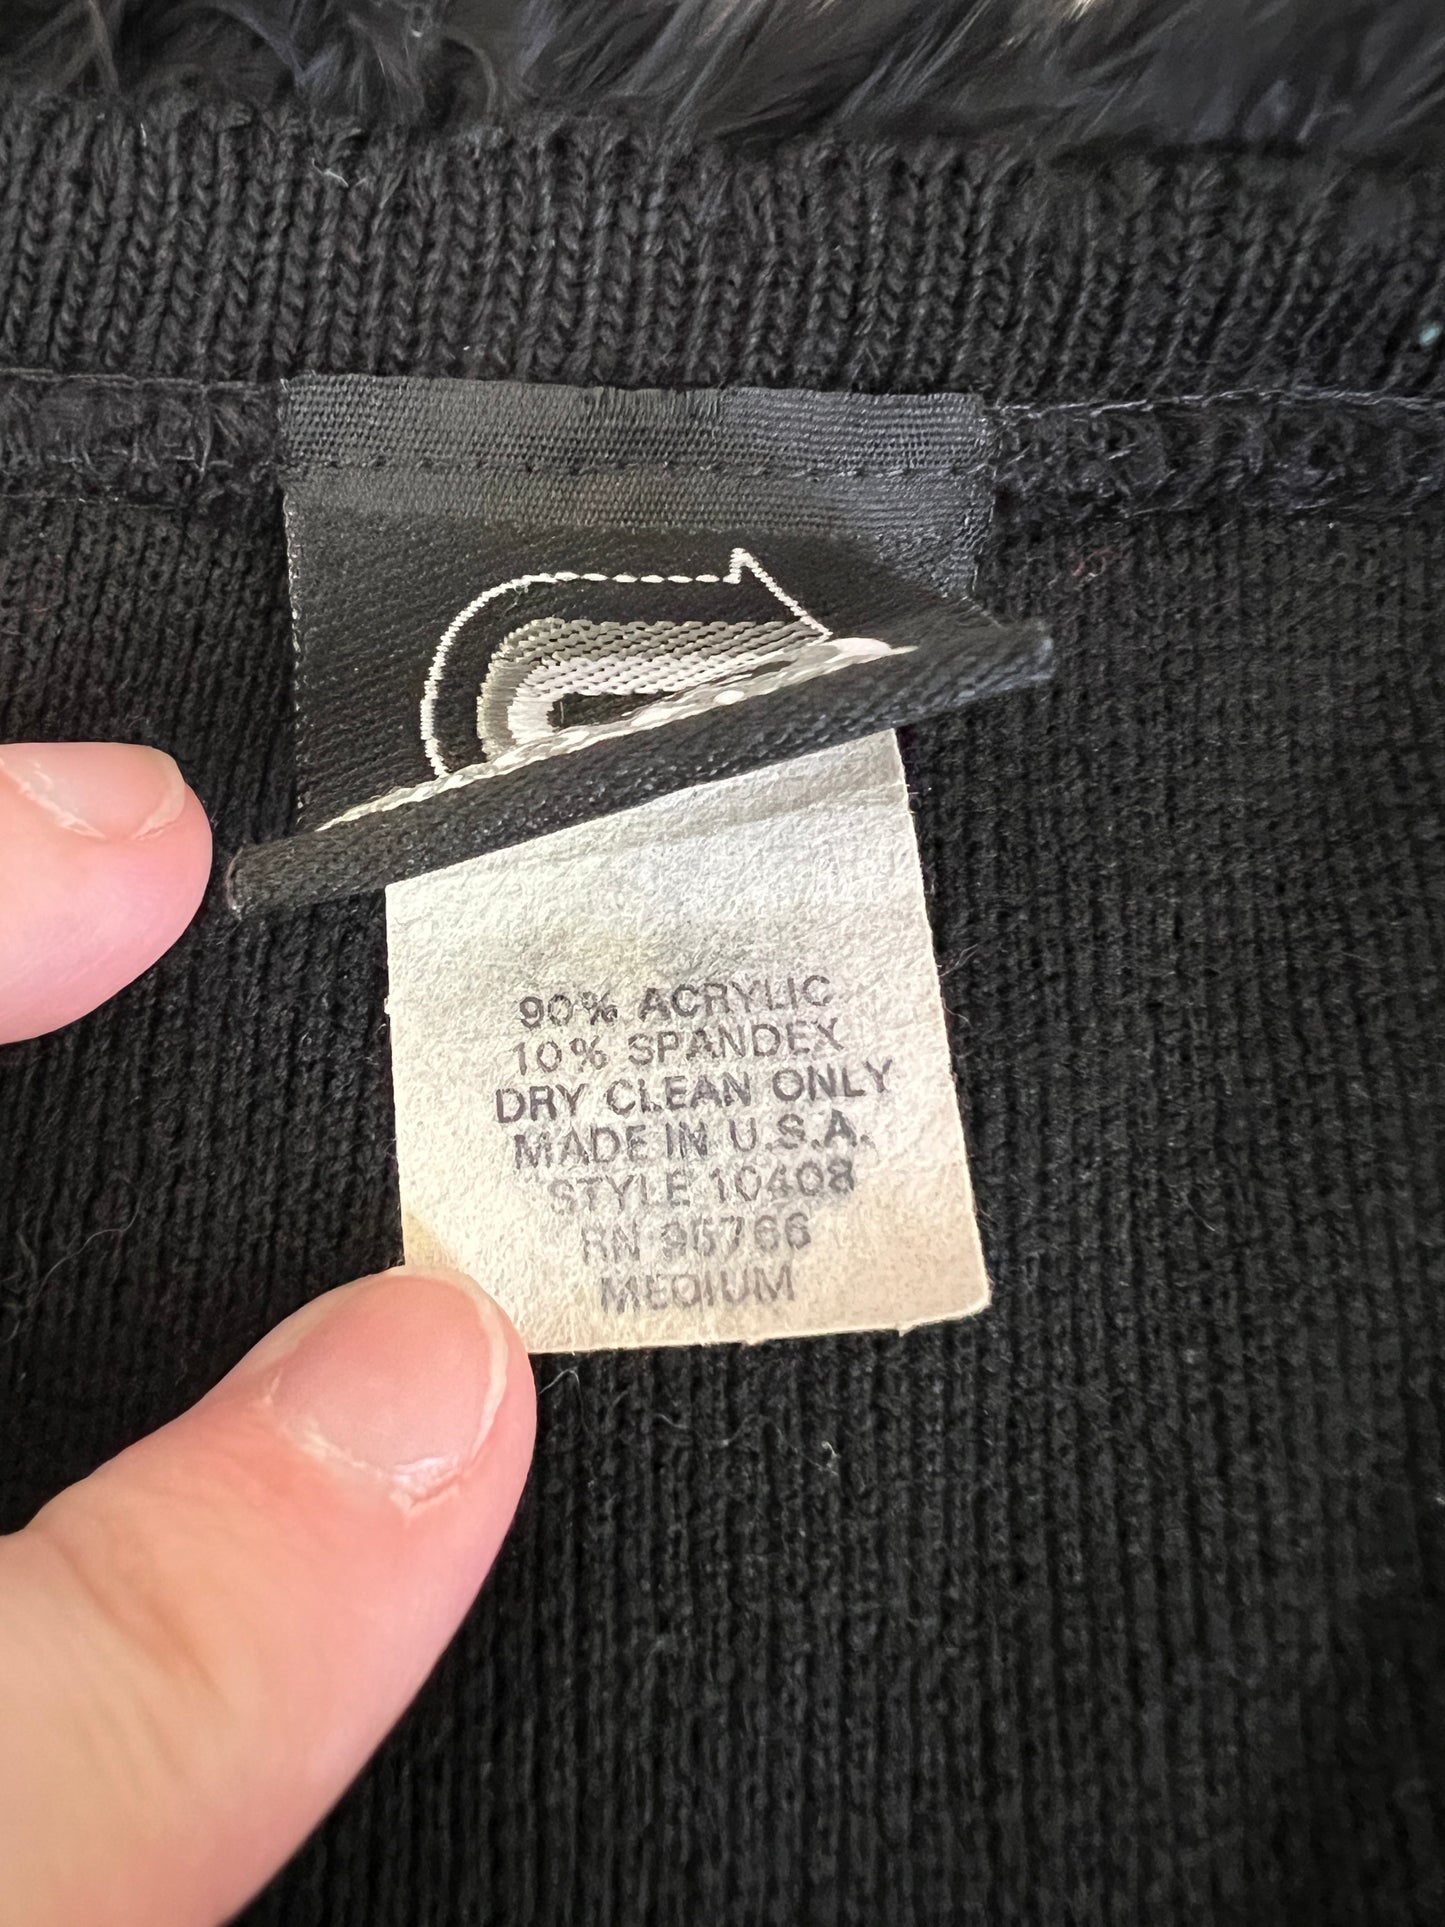 90% ACRYLIC
10% SPANDEX
DRY CLEAN ONLY
MADE IN U.S.A.
STYLE 10408
RN 95766
MEDIUM